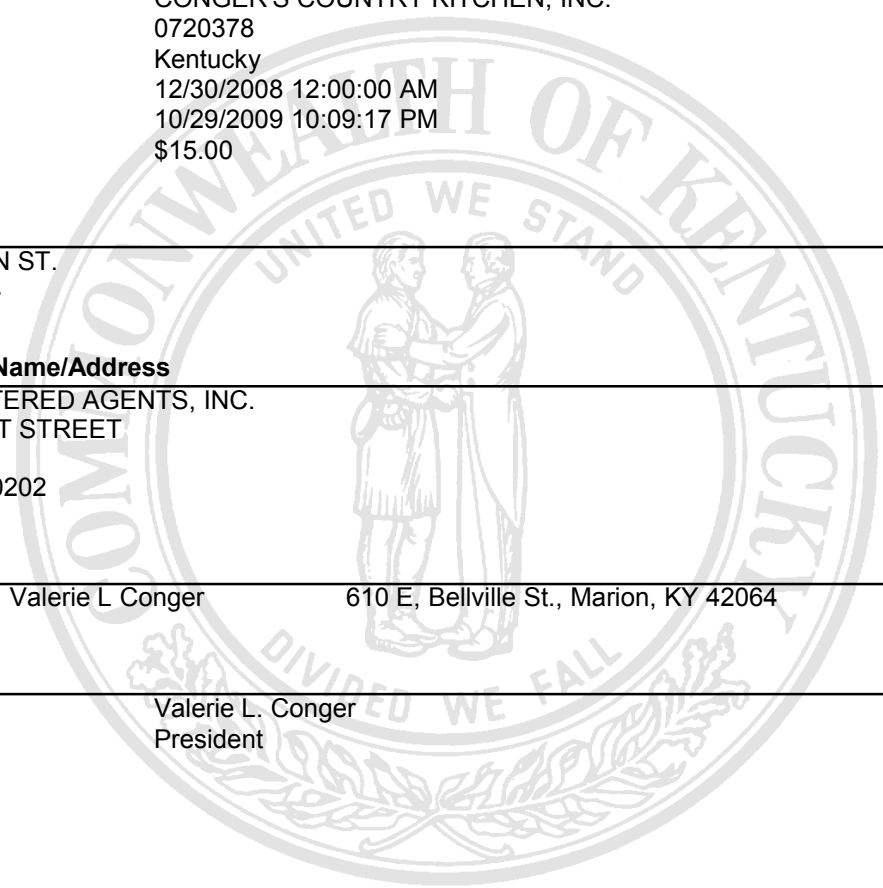 CONGER'S COUNTRY KITCHEN, INC.
0720378
Kentucky
12/30/2008 12:00:00 AM
10/29/2009 10:09:17 PM
$15.00
COMMONWEALTH OF KENTUCKY
UNITED WE STAND
N ST.
Name/Address
TERED AGENTS, INC.
T STREET
0202
Valerie L Conger 610 E, Bellville St., Marion, KY 42064
DIVIDED WE FALL
Valerie L. Conger
President